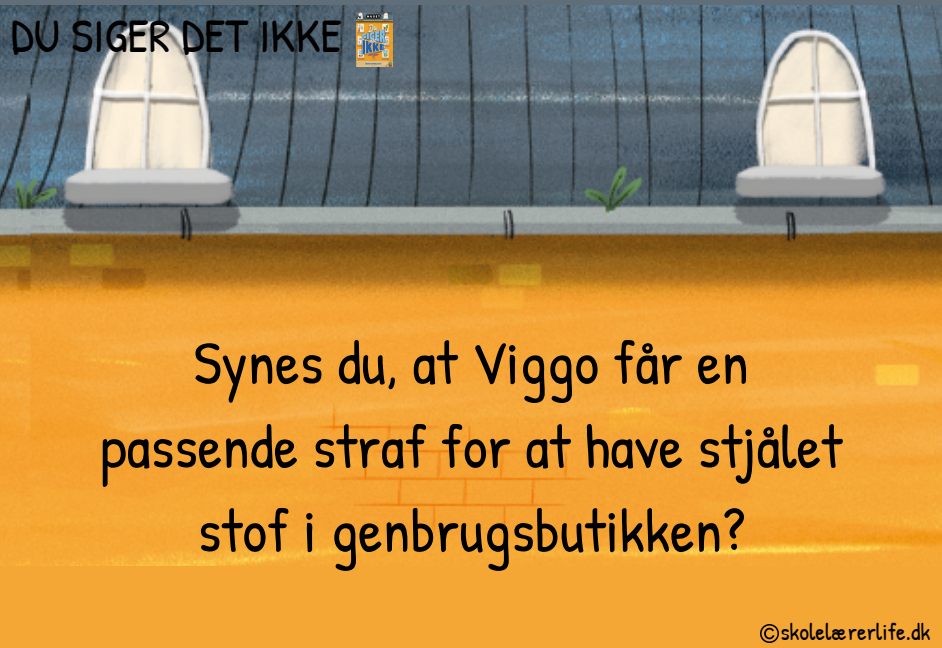 DU SIGER DET IKKE
IKKE
Synes du, at Viggo får en
passende straf for at have stjålet
stof i genbrugsbutikken?
©skolelærerlife.dk